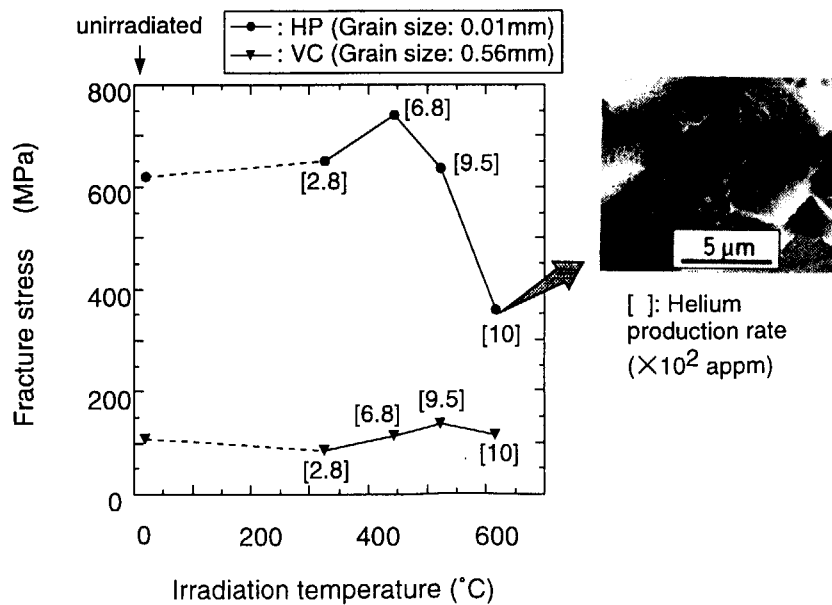 unirradiated
: HP (Grain size: 0.01mm)
: VC (Grain size: 0.56mm)
Fracture stress (MPa)
800
600
400
200
0
[6.8]
[2.8]
[9.5]
[10]
[6.8]
[9.5]
[2.8]
[10]
0
200
400
600
Irradiation temperature (˚C)
5 μm
[ ]: Helium
production rate
(×10² appm)